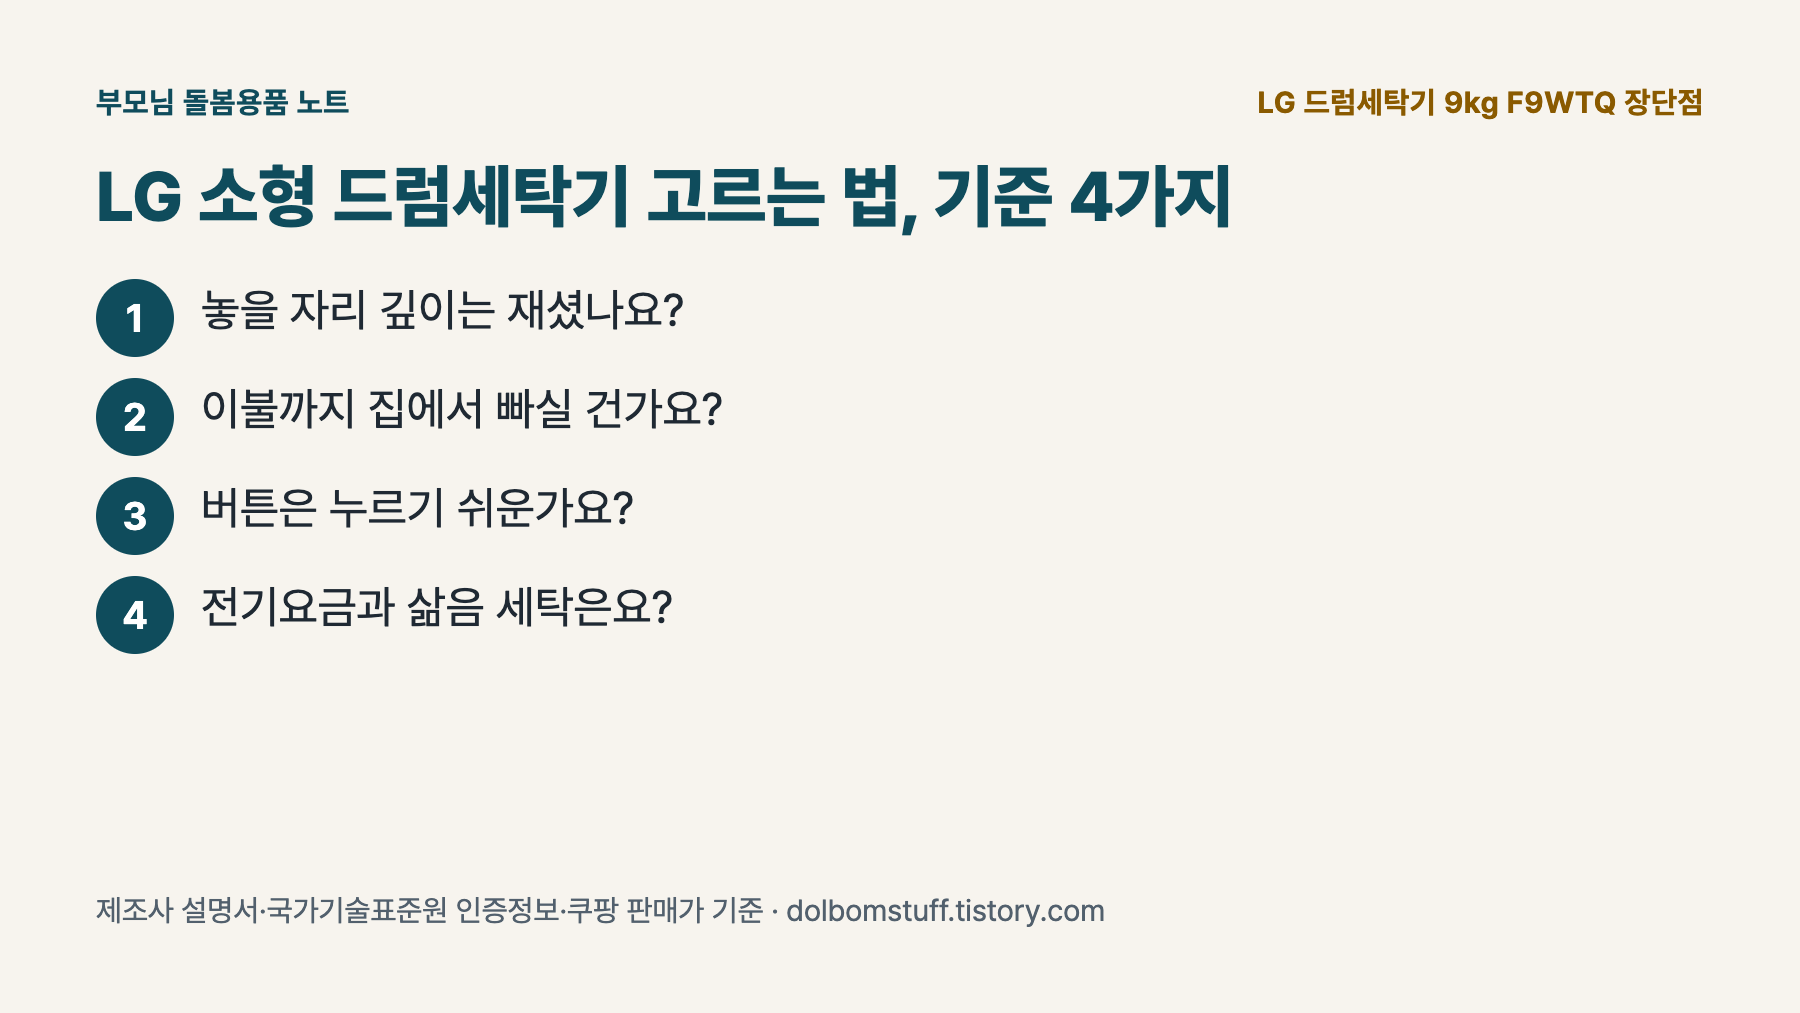 부모님 돌봄용품 노트
LG 드럼세탁기 9kg F9WTQ 장단점
LG 소형 드럼세탁기 고르는 법, 기준 4가지
1 놓을 자리 깊이는 재셨나요?
2 이불까지 집에서 빠실 건가요?
3 버튼은 누르기 쉬운가요?
4 전기요금과 삶음 세탁은요?
제조사 설명서·국가기술표준원 인증정보·쿠팡 판매가 기준 · dolbomstuff.tistory.com